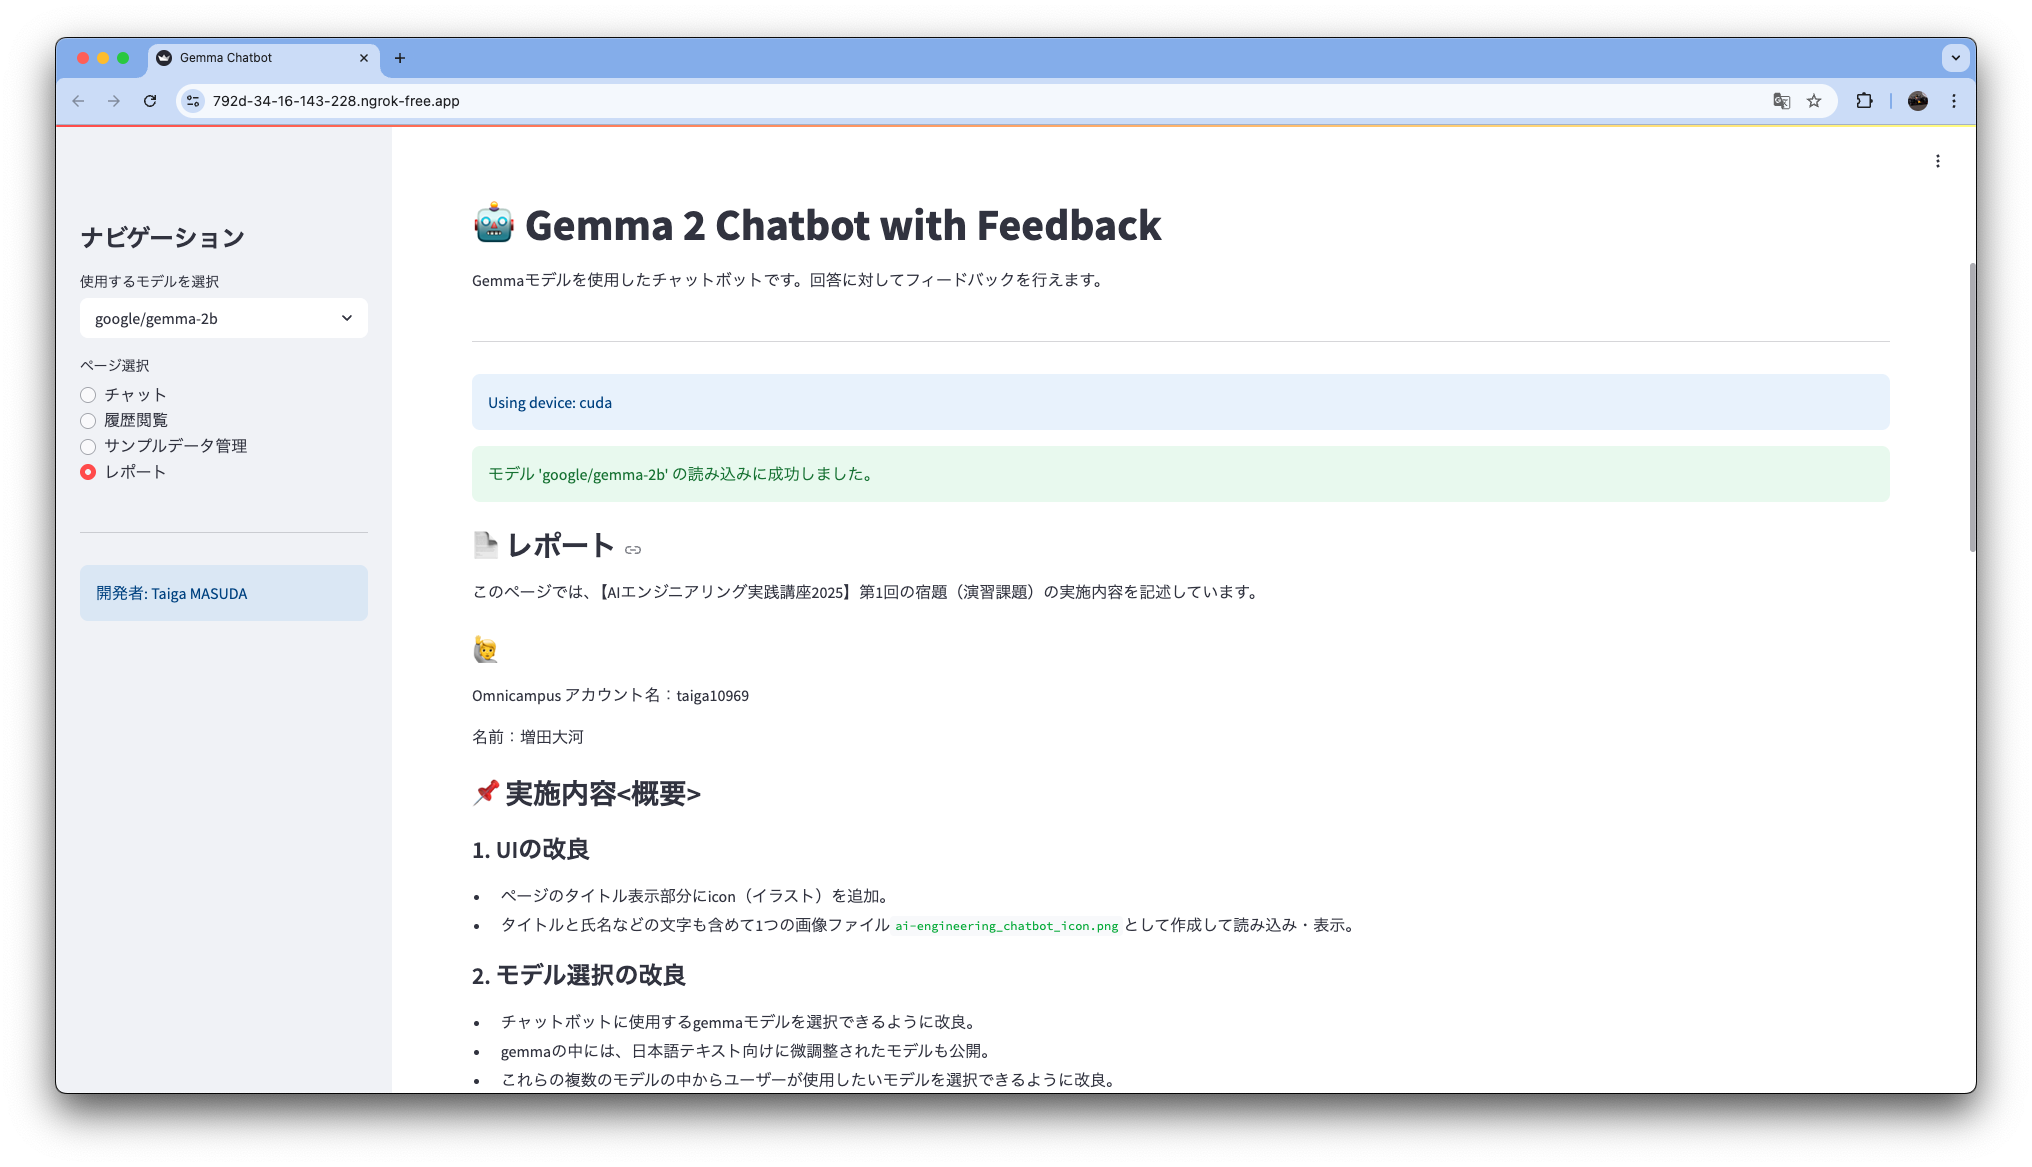 Gemma Chatbot
792d-34-16-143-228.ngrok-free.app
ナビゲーション
使用するモデルを選択
google/gemma-2b
ページ選択
チャット
履歴閲覧
サンプルデータ管理
レポート
開発者: Taiga MASUDA
Gemma 2 Chatbot with Feedback
Gemmaモデルを使用したチャットボットです。回答に対してフィードバックを行えます。
Using device: cuda
モデル 'google/gemma-2b' の読み込みに成功しました。
レポート
このページでは、【AIエンジニアリング実践講座2025】第1回の宿題（演習課題）の実施内容を記述しています。
Omnicampus アカウント名：taiga10969
名前：増田大河
実施内容<概要>
1. UIの改良
• ページのタイトル表示部分にicon（イラスト）を追加。
• タイトルと氏名などの文字も含めて1つの画像ファイル ai-engineering_chatbot_icon.png として作成して読み込み・表示。
2. モデル選択の改良
• チャットボットに使用するgemmaモデルを選択できるように改良。
• gemmaの中には、日本語テキスト向けに微調整されたモデルも公開。
• これらの複数のモデルの中からユーザーが使用したいモデルを選択できるように改良。